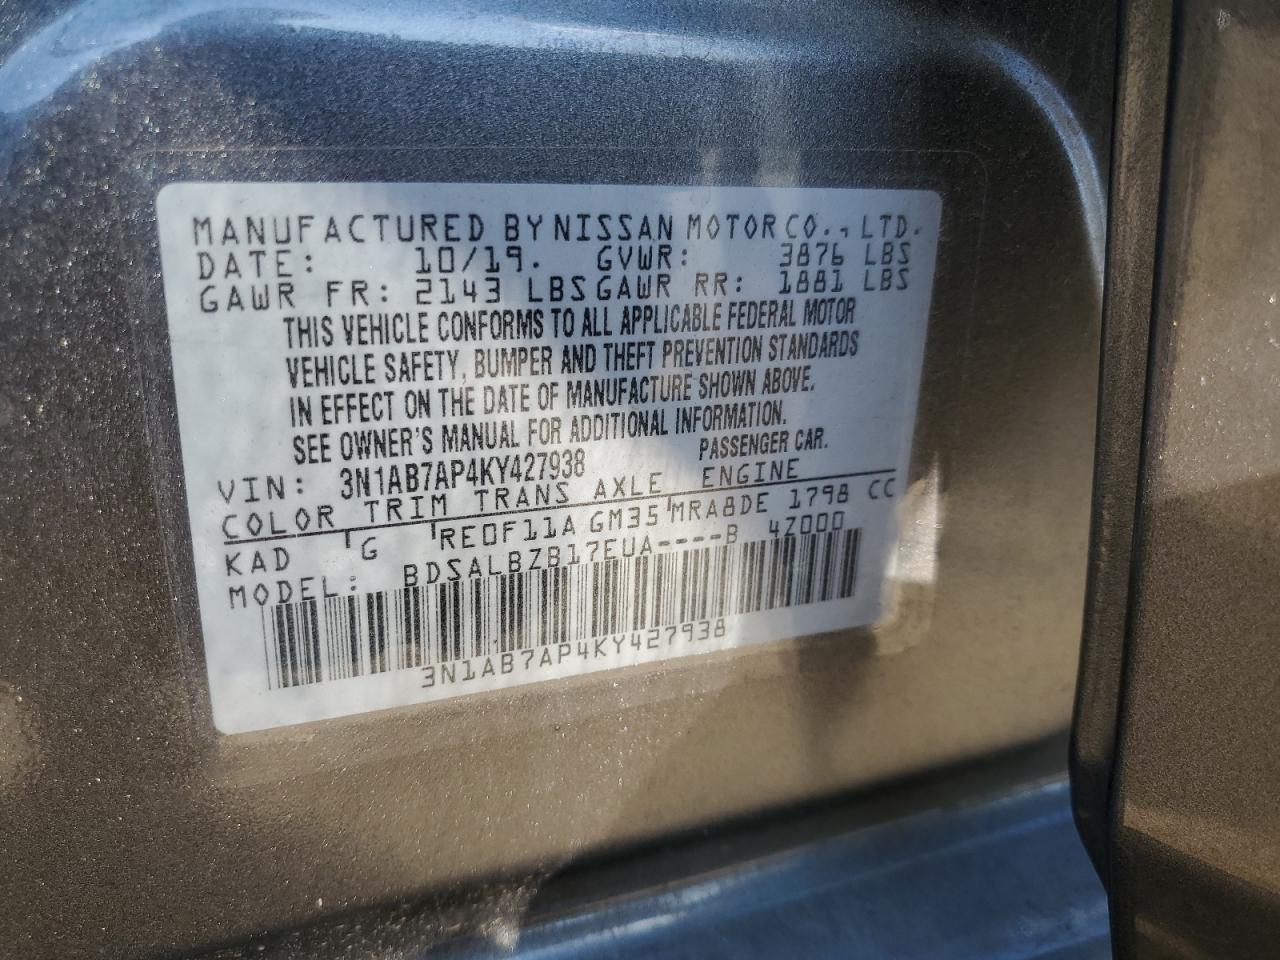 MANUFACTURED BY NISSAN MOTOR CO., LTD.
DATE: 10/19. GVWR: 3876 LBS
GAWR FR: 2143 LBS GAWR RR: 1881 LBS
THIS VEHICLE CONFORMS TO ALL APPLICABLE FEDERAL MOTOR
VEHICLE SAFETY, BUMPER AND THEFT PREVENTION STANDARDS
IN EFFECT ON THE DATE OF MANUFACTURE SHOWN ABOVE.
SEE OWNER'S MANUAL FOR ADDITIONAL INFORMATION.
VIN: 3N1AB7AP4KY427938 PASSENGER CAR.
COLOR TRIM TRANS AXLE ENGINE
KAD G RE0F11A GM35 MRA8DE 1798 CC
MODEL: BDSALBZB17EUA----B 4Z000
3N1AB7AP4KY427938